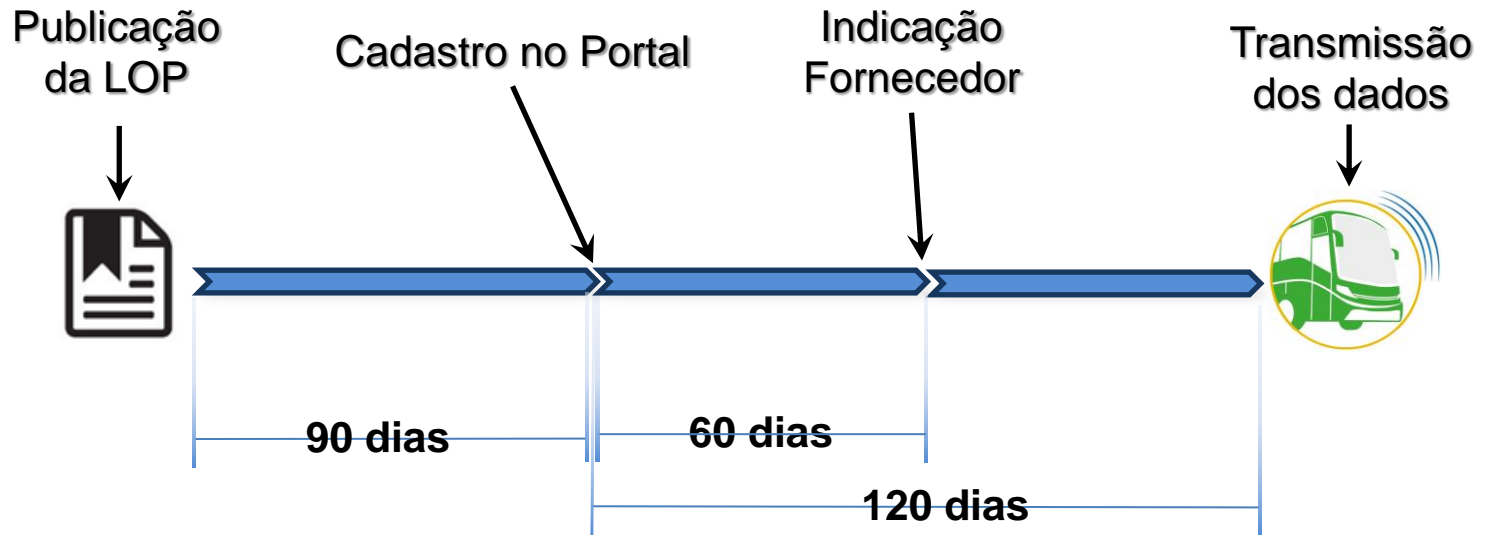 Publicação
da LOP
Cadastro no Portal
Indicação
Fornecedor
Transmissão
dos dados
90 dias
60 dias
120 dias